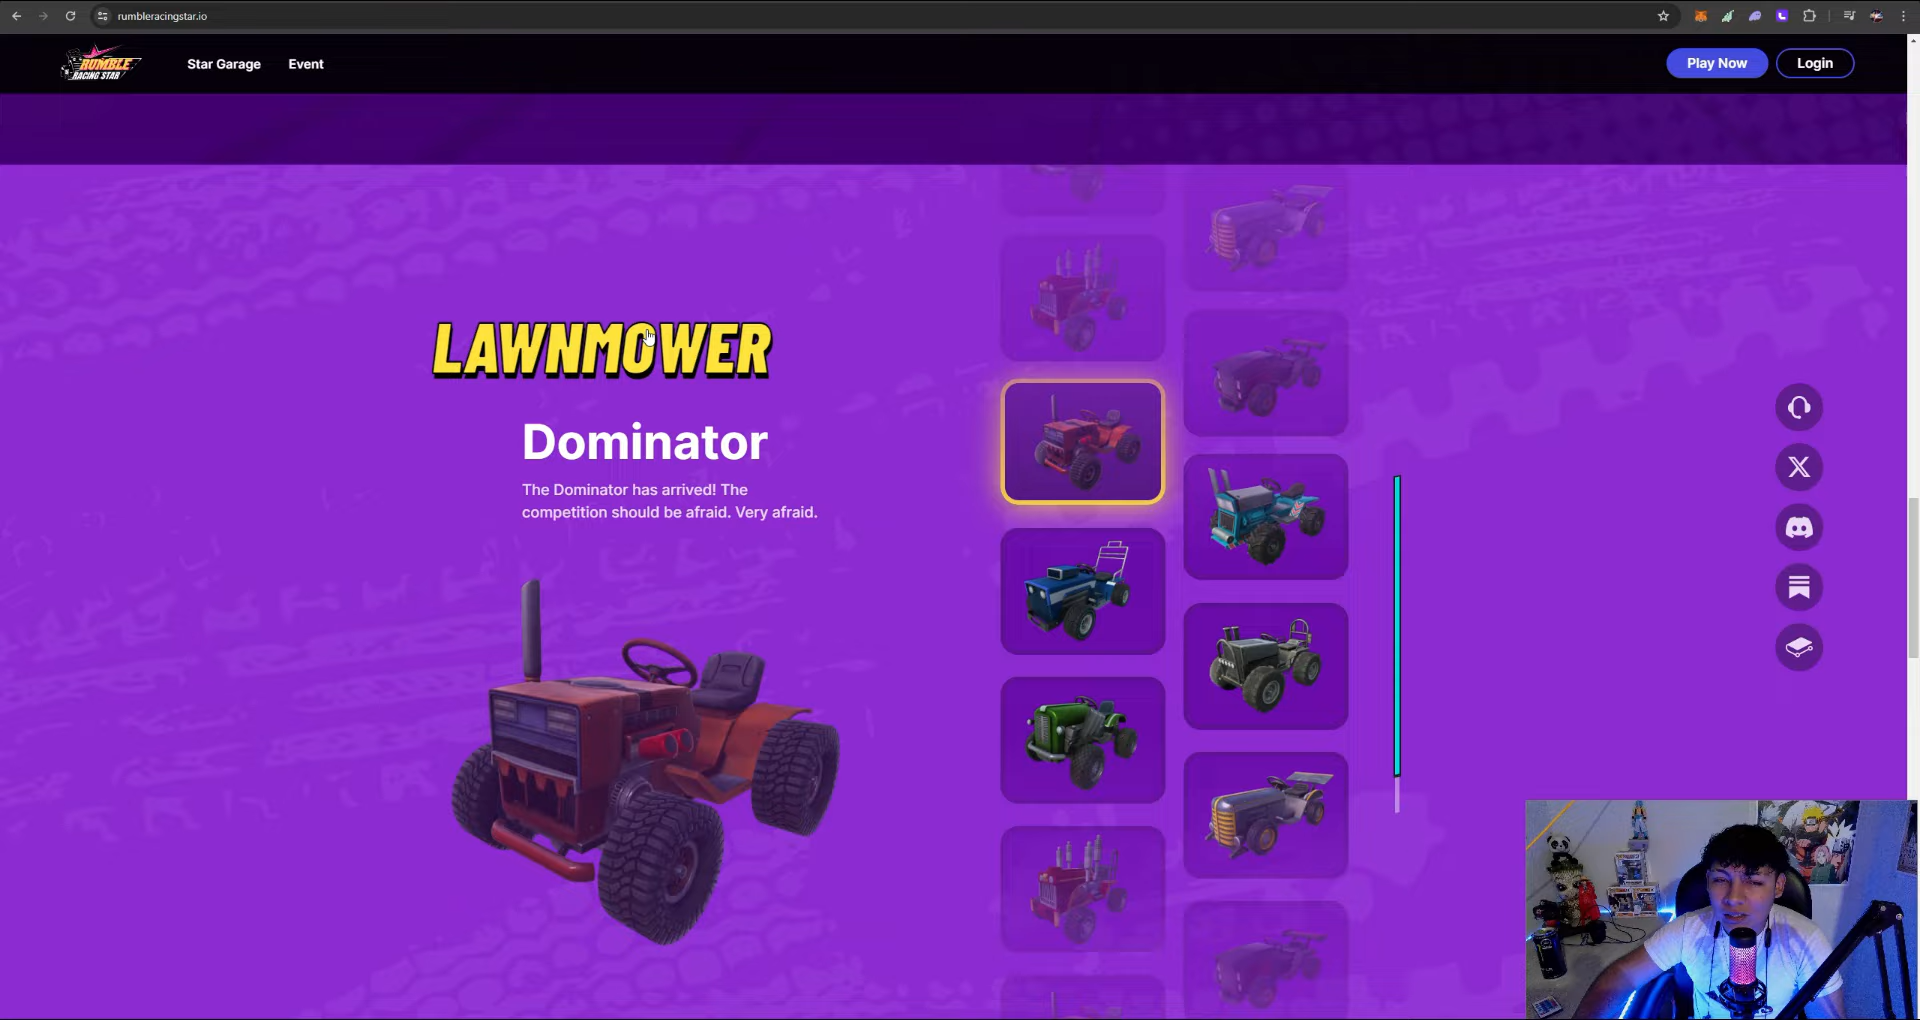 rumbleracingstar.io
RUMBLE
RACING STAR
Star Garage
Event
Play Now
Login
LAWNMOWER
Dominator
The Dominator has arrived! The
competition should be afraid. Very afraid.